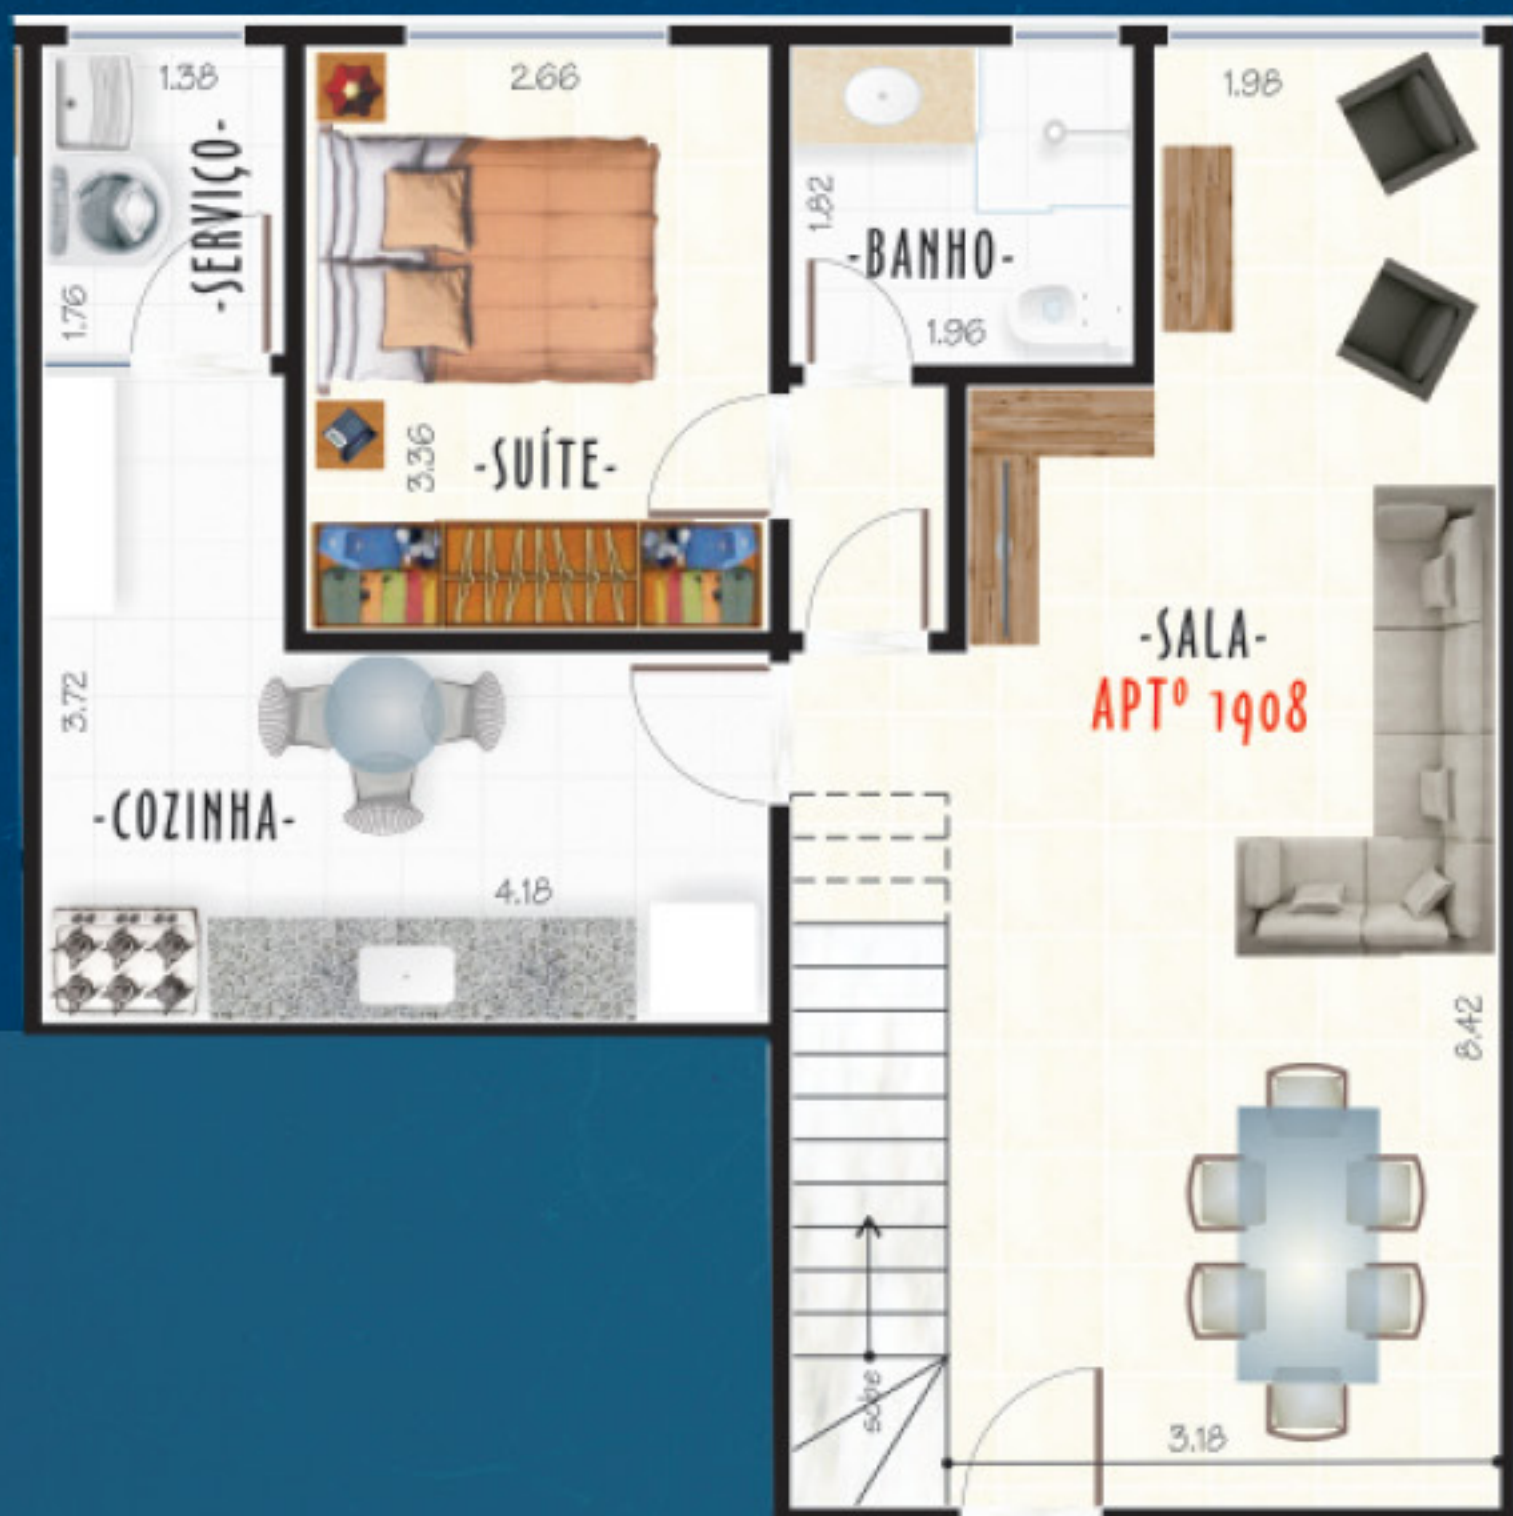 1.38
2.66
1.98
-SERVIÇO-
1.82
-BANHO-
1.76
1.96
3.36
-SUÍTE-
-SALA-
APTº 1908
3.72
-COZINHA-
4.18
8.42
sobe
3.18